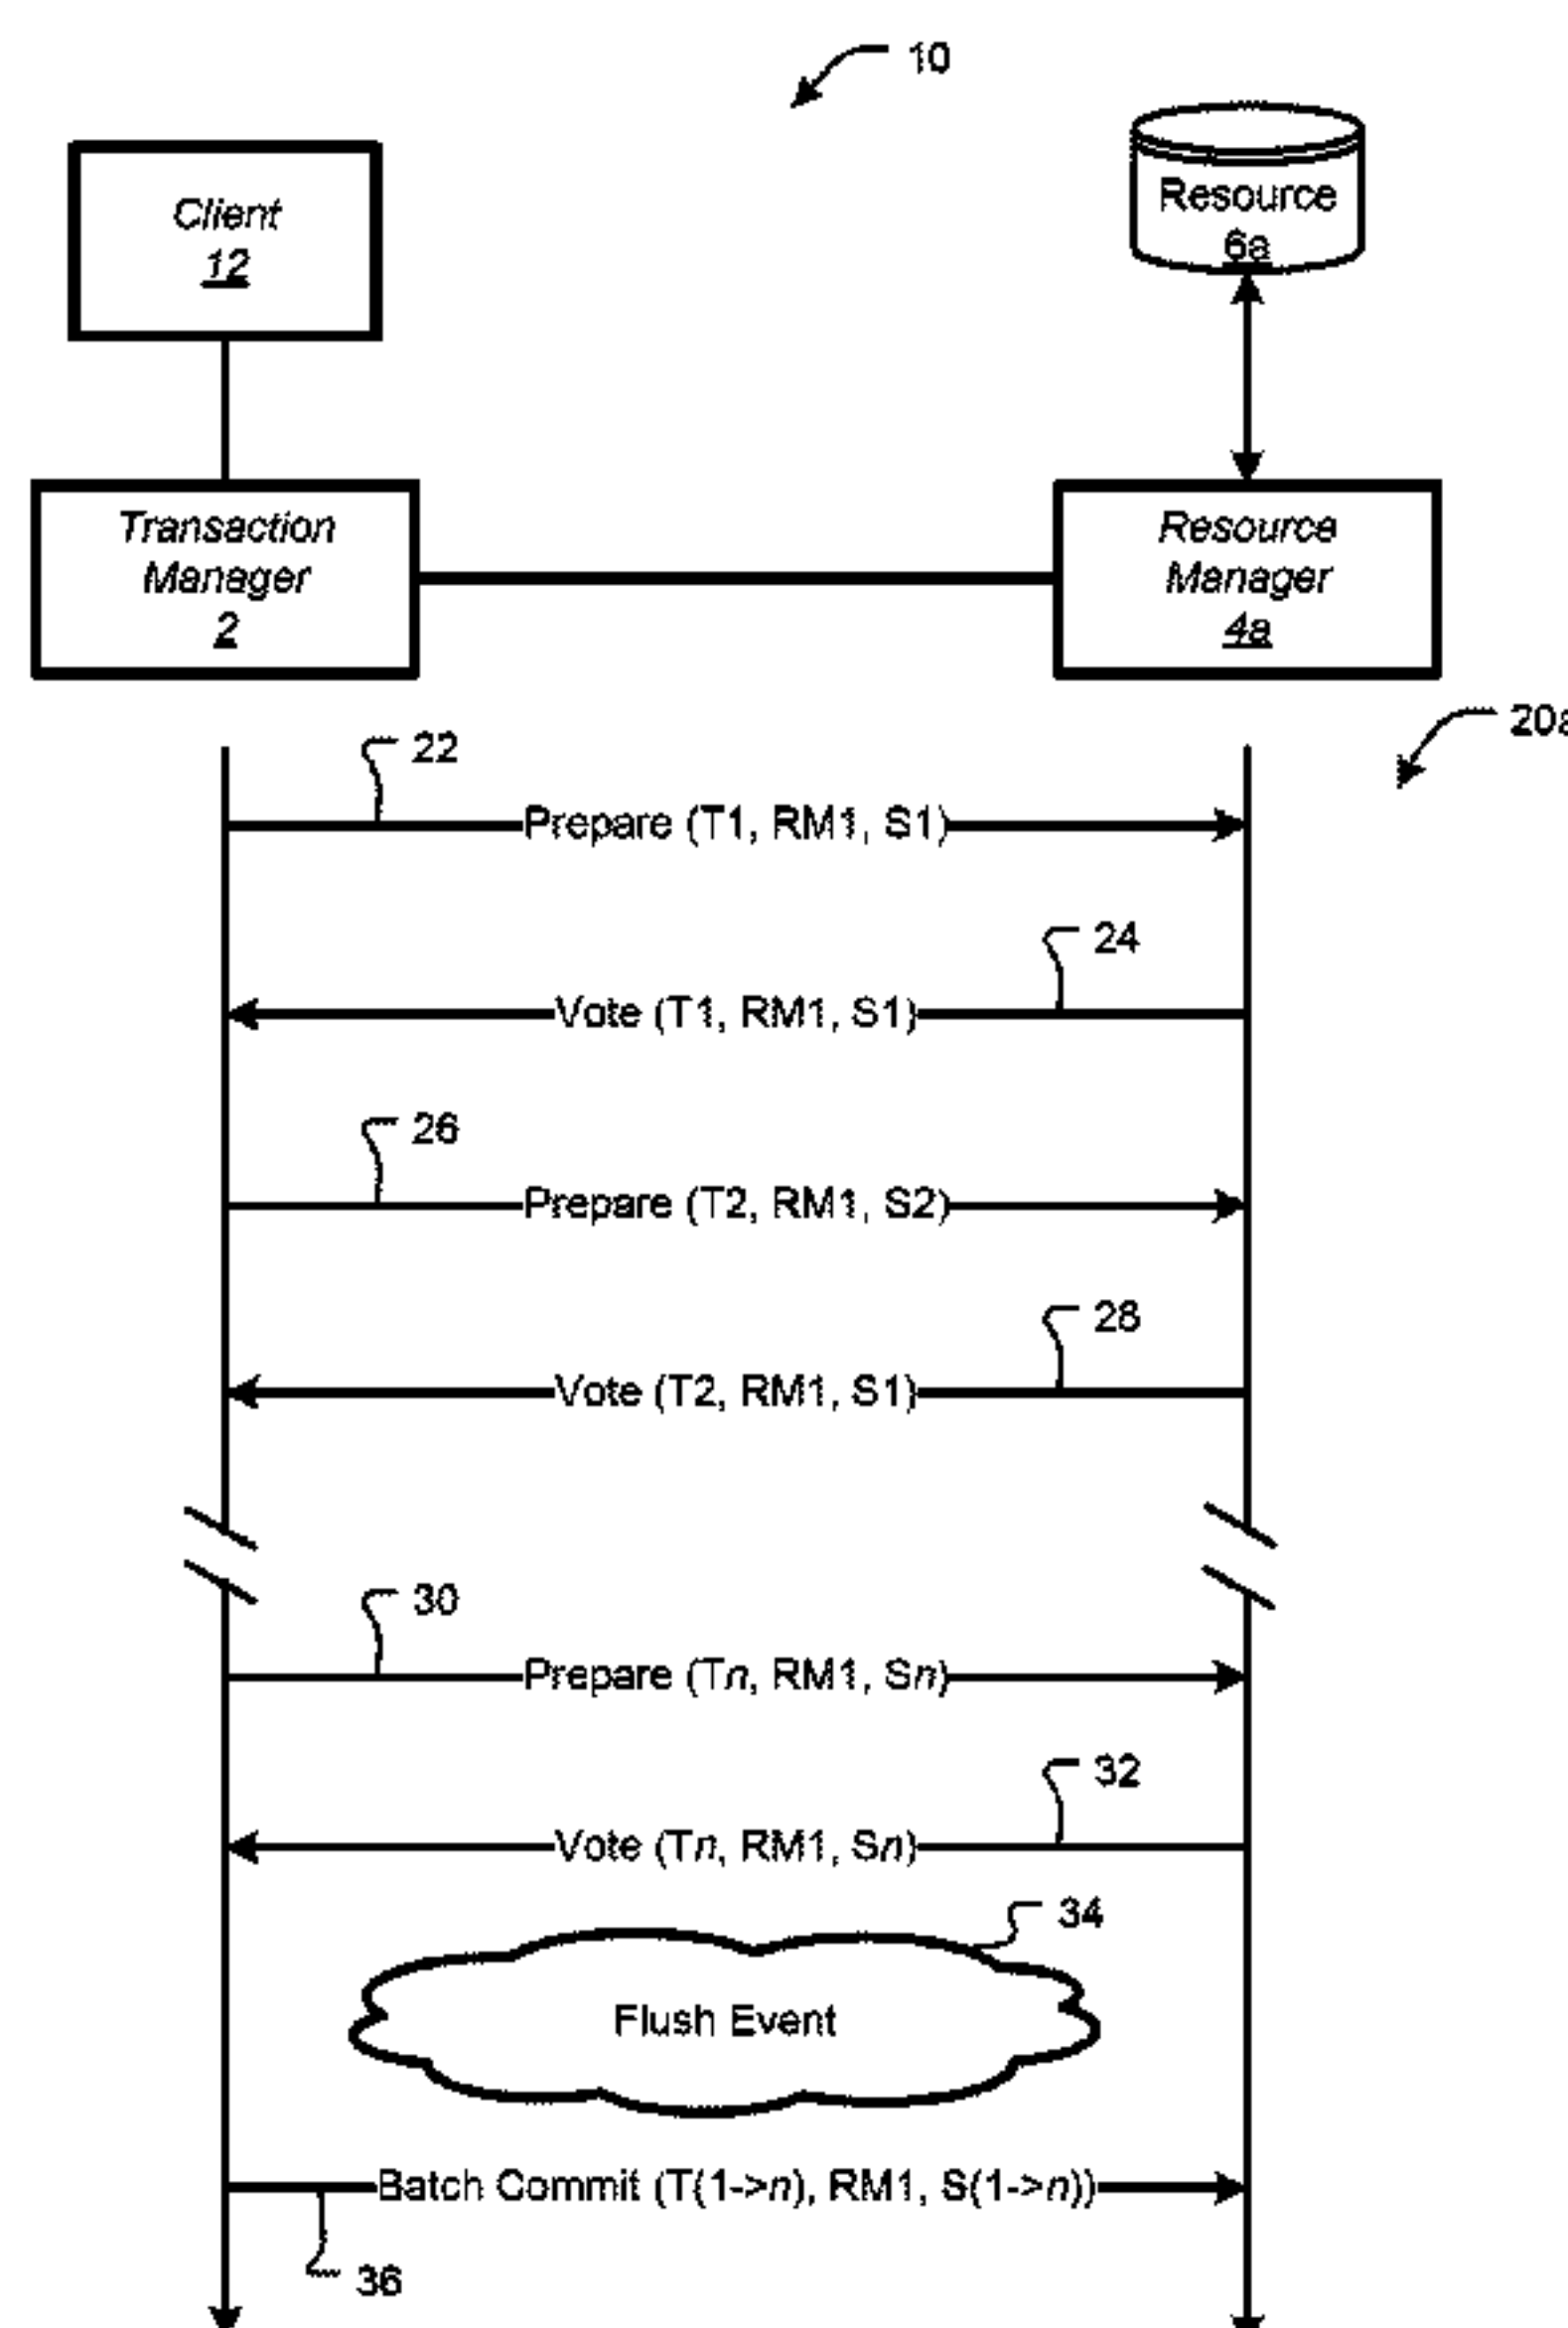 10
Client
12
Resource
6a
Transaction
Manager
2
Resource
Manager
4a
20a
22
Prepare (T1, RM1, S1)
24
Vote (T1, RM1, S1)
26
Prepare (T2, RM1, S2)
28
Vote (T2, RM1, S1)
30
Prepare (Tn, RM1, Sn)
32
Vote (Tn, RM1, Sn)
34
Flush Event
Batch Commit (T(1->n), RM1, S(1->n))
36